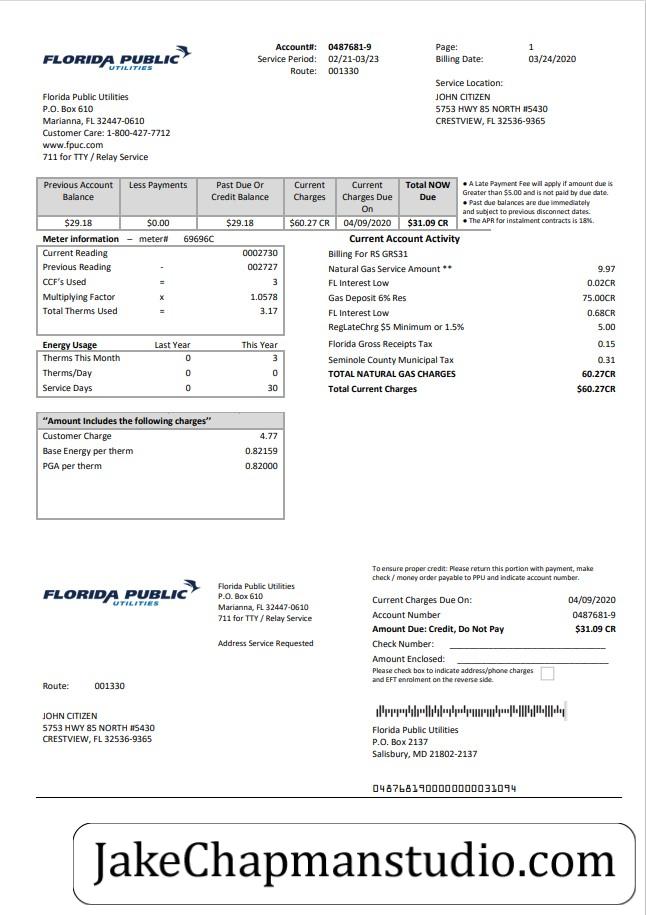 FLORIDA PUBLIC
UTILITIES
Account#: 0487681-9
Service Period: 02/21-03/23
Route: 001330
Page: 1
Billing Date: 03/24/2020
Service Location:
JOHN CITIZEN
5753 HWY 85 NORTH #5430
CRESTVIEW, FL 32536-9365
Florida Public Utilities
P.O. Box 610
Marianna, FL 32447-0610
Customer Care: 1-800-427-7712
www.fpuc.com
711 for TTY / Relay Service
Previous Account Balance Less Payments Past Due Or Credit Balance Current Charges Current Charges Due On Total NOW Due
$29.18 $0.00 $29.18 $60.27 CR 04/09/2020 $31.09 CR
● A Late Payment Fee will apply if amount due is
Greater than $5.00 and is not paid by due date.
● Past due balances are due immediately
and subject to previous disconnect dates.
● The APR for instalment contracts is 18%.
Meter information – meter# 69696C
Current Reading 0002730
Previous Reading - 002727
CCF's Used = 3
Multiplying Factor x 1.0578
Total Therms Used = 3.17
Energy Usage Last Year This Year
Therms This Month 0 3
Therms/Day 0 0
Service Days 0 30
"Amount Includes the following charges"
Customer Charge 4.77
Base Energy per therm 0.82159
PGA per therm 0.82000
Current Account Activity
Billing For RS GRS31
Natural Gas Service Amount ** 9.97
FL Interest Low 0.02CR
Gas Deposit 6% Res 75.00CR
FL Interest Low 0.68CR
RegLateChrg $5 Minimum or 1.5% 5.00
Florida Gross Receipts Tax 0.15
Seminole County Municipal Tax 0.31
TOTAL NATURAL GAS CHARGES 60.27CR
Total Current Charges $60.27CR
FLORIDA PUBLIC
UTILITIES
Florida Public Utilities
P.O. Box 610
Marianna, FL 32447-0610
711 for TTY / Relay Service
Address Service Requested
Route: 001330
JOHN CITIZEN
5753 HWY 85 NORTH #5430
CRESTVIEW, FL 32536-9365
To ensure proper credit: Please return this portion with payment, make
check / money order payable to PPU and indicate account number.
Current Charges Due On: 04/09/2020
Account Number 0487681-9
Amount Due: Credit, Do Not Pay $31.09 CR
Check Number:
Amount Enclosed:
Please check box to indicate address/phone charges
and EFT enrolment on the reverse side.
Florida Public Utilities
P.O. Box 2137
Salisbury, MD 21802-2137
048768190000000031094
JakeChapmanstudio.com